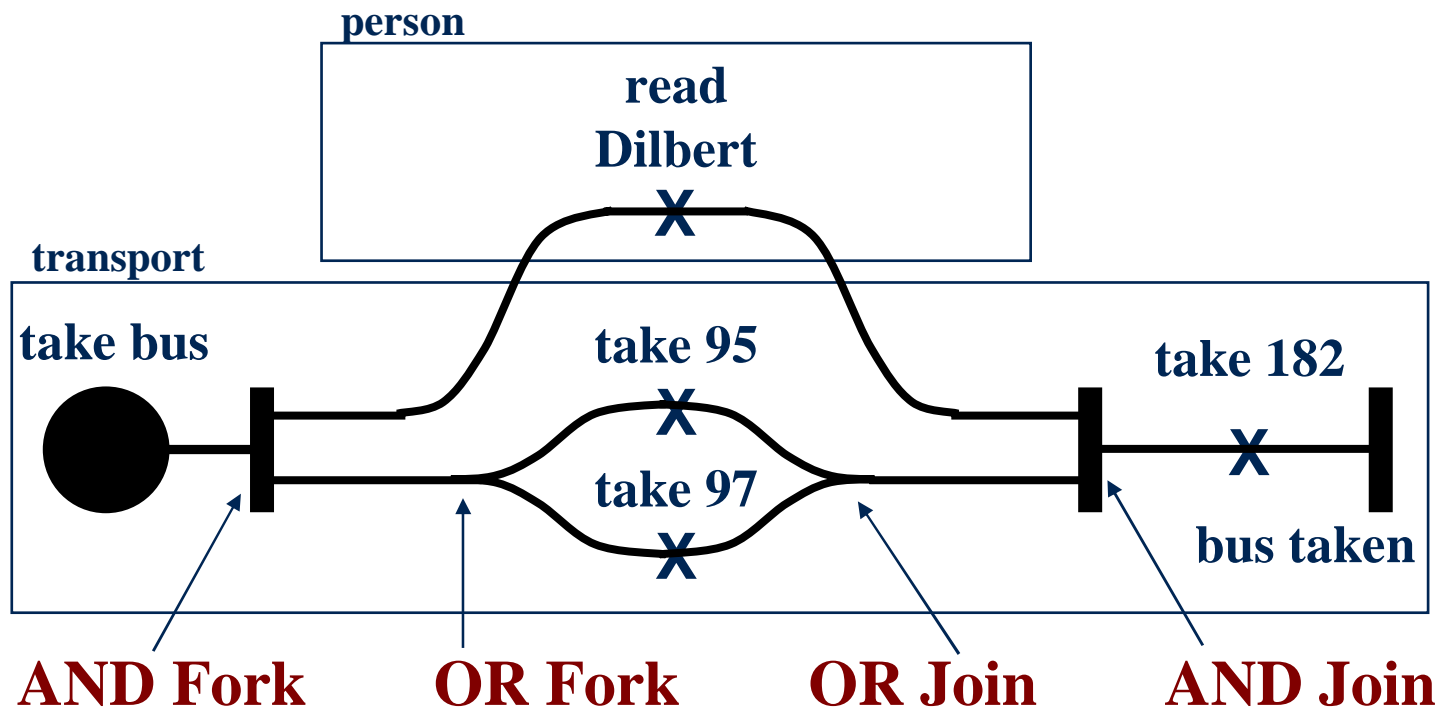 person
read
Dilbert
transport
take bus
take 95
take 182
take 97
bus taken
AND Fork
OR Fork
OR Join
AND Join